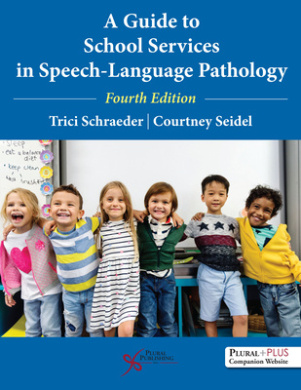 A Guide to
School Services
in Speech-Language Pathology
Fourth Edition
Trici Schraeder | Courtney Seidel
PLURAL
PUBLISHING
PLURAL+PLUS
Companion Website